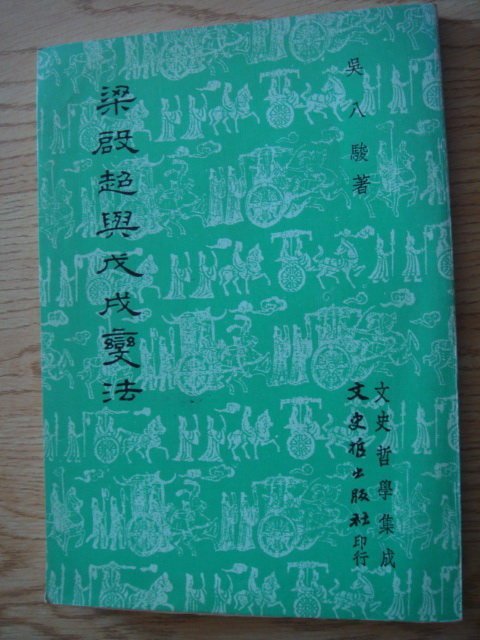 吳八駿著
梁啟超與戊戌變法
文史哲學集成
文史哲出版社印行